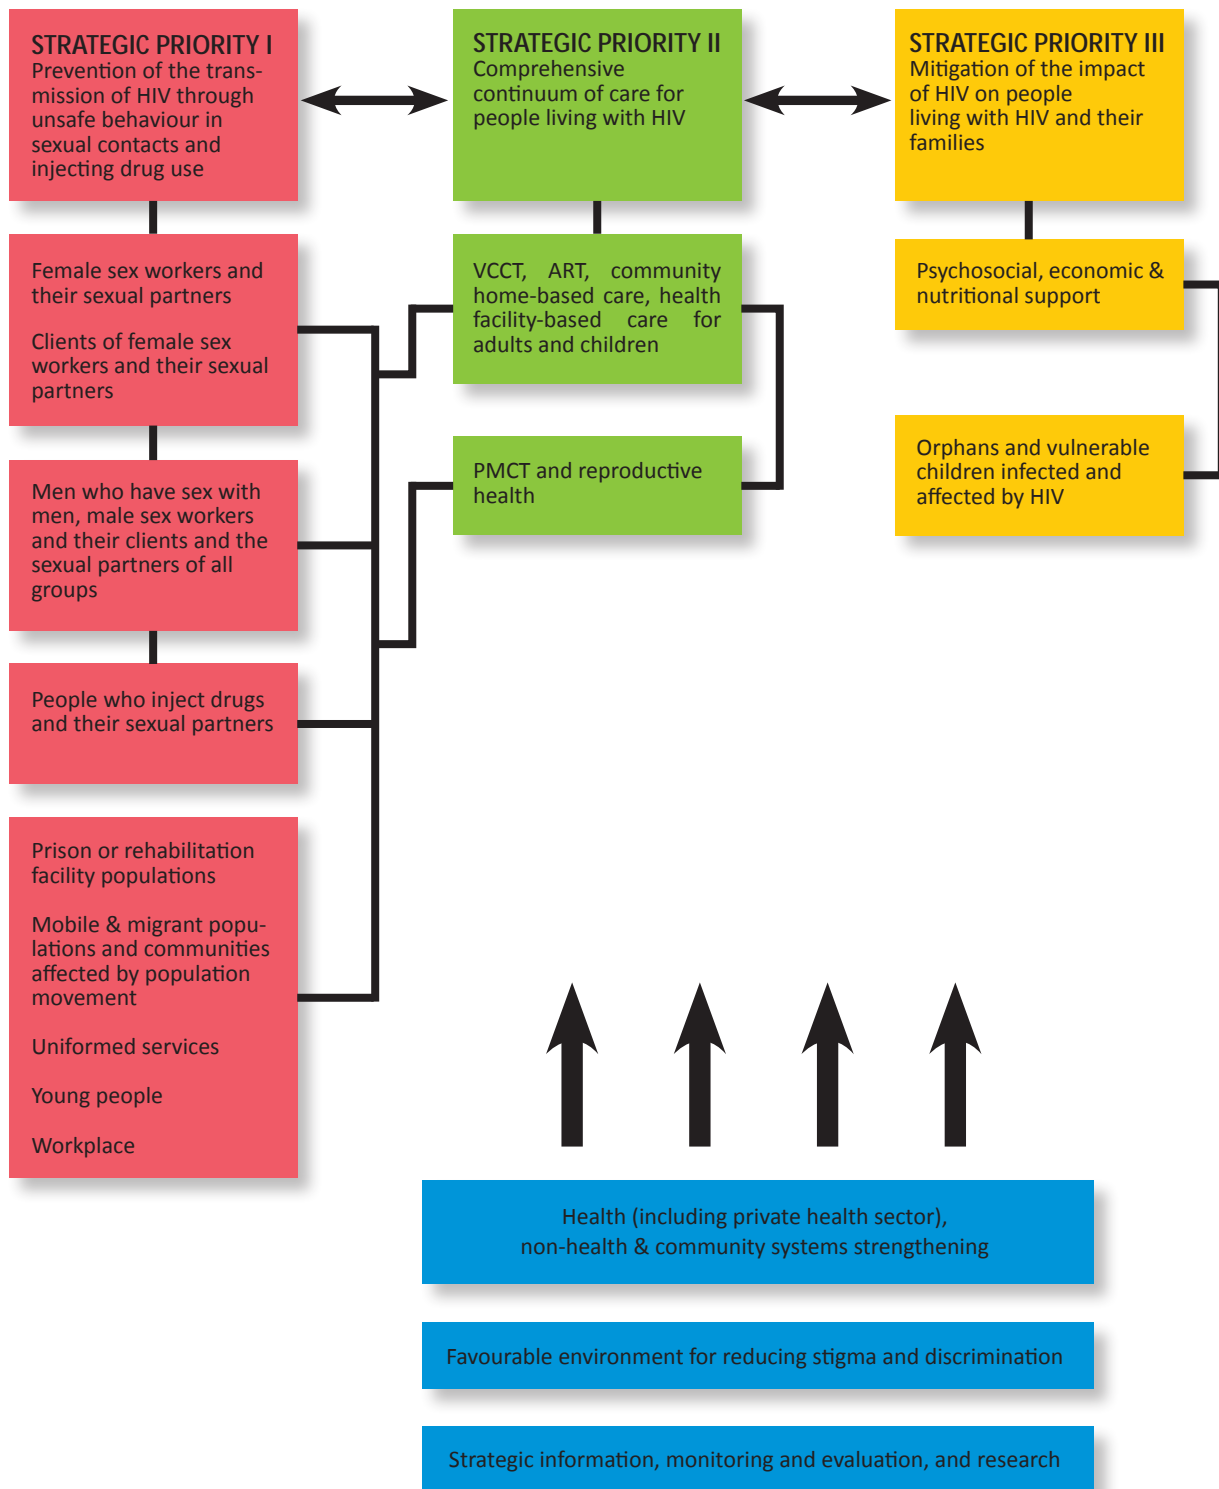 STRATEGIC PRIORITY I
Prevention of the trans-
mission of HIV through
unsafe behaviour in
sexual contacts and
injecting drug use
STRATEGIC PRIORITY II
Comprehensive
continuum of care for
people living with HIV
STRATEGIC PRIORITY III
Mitigation of the impact
of HIV on people
living with HIV and their
families
Female sex workers and
their sexual partners
Clients of female sex
workers and their sexual
partners
Men who have sex with
men, male sex workers
and their clients and the
sexual partners of all
groups
People who inject drugs
and their sexual partners
Prison or rehabilitation
facility populations
Mobile & migrant popu-
lations and communities
affected by population
movement
Uniformed services
Young people
Workplace
VCCT, ART, community
home-based care, health
facility-based care for
adults and children
PMCT and reproductive
health
Psychosocial, economic &
nutritional support
Orphans and vulnerable
children infected and
affected by HIV
Health (including private health sector),
non-health & community systems strengthening
Favourable environment for reducing stigma and discrimination
Strategic information, monitoring and evaluation, and research